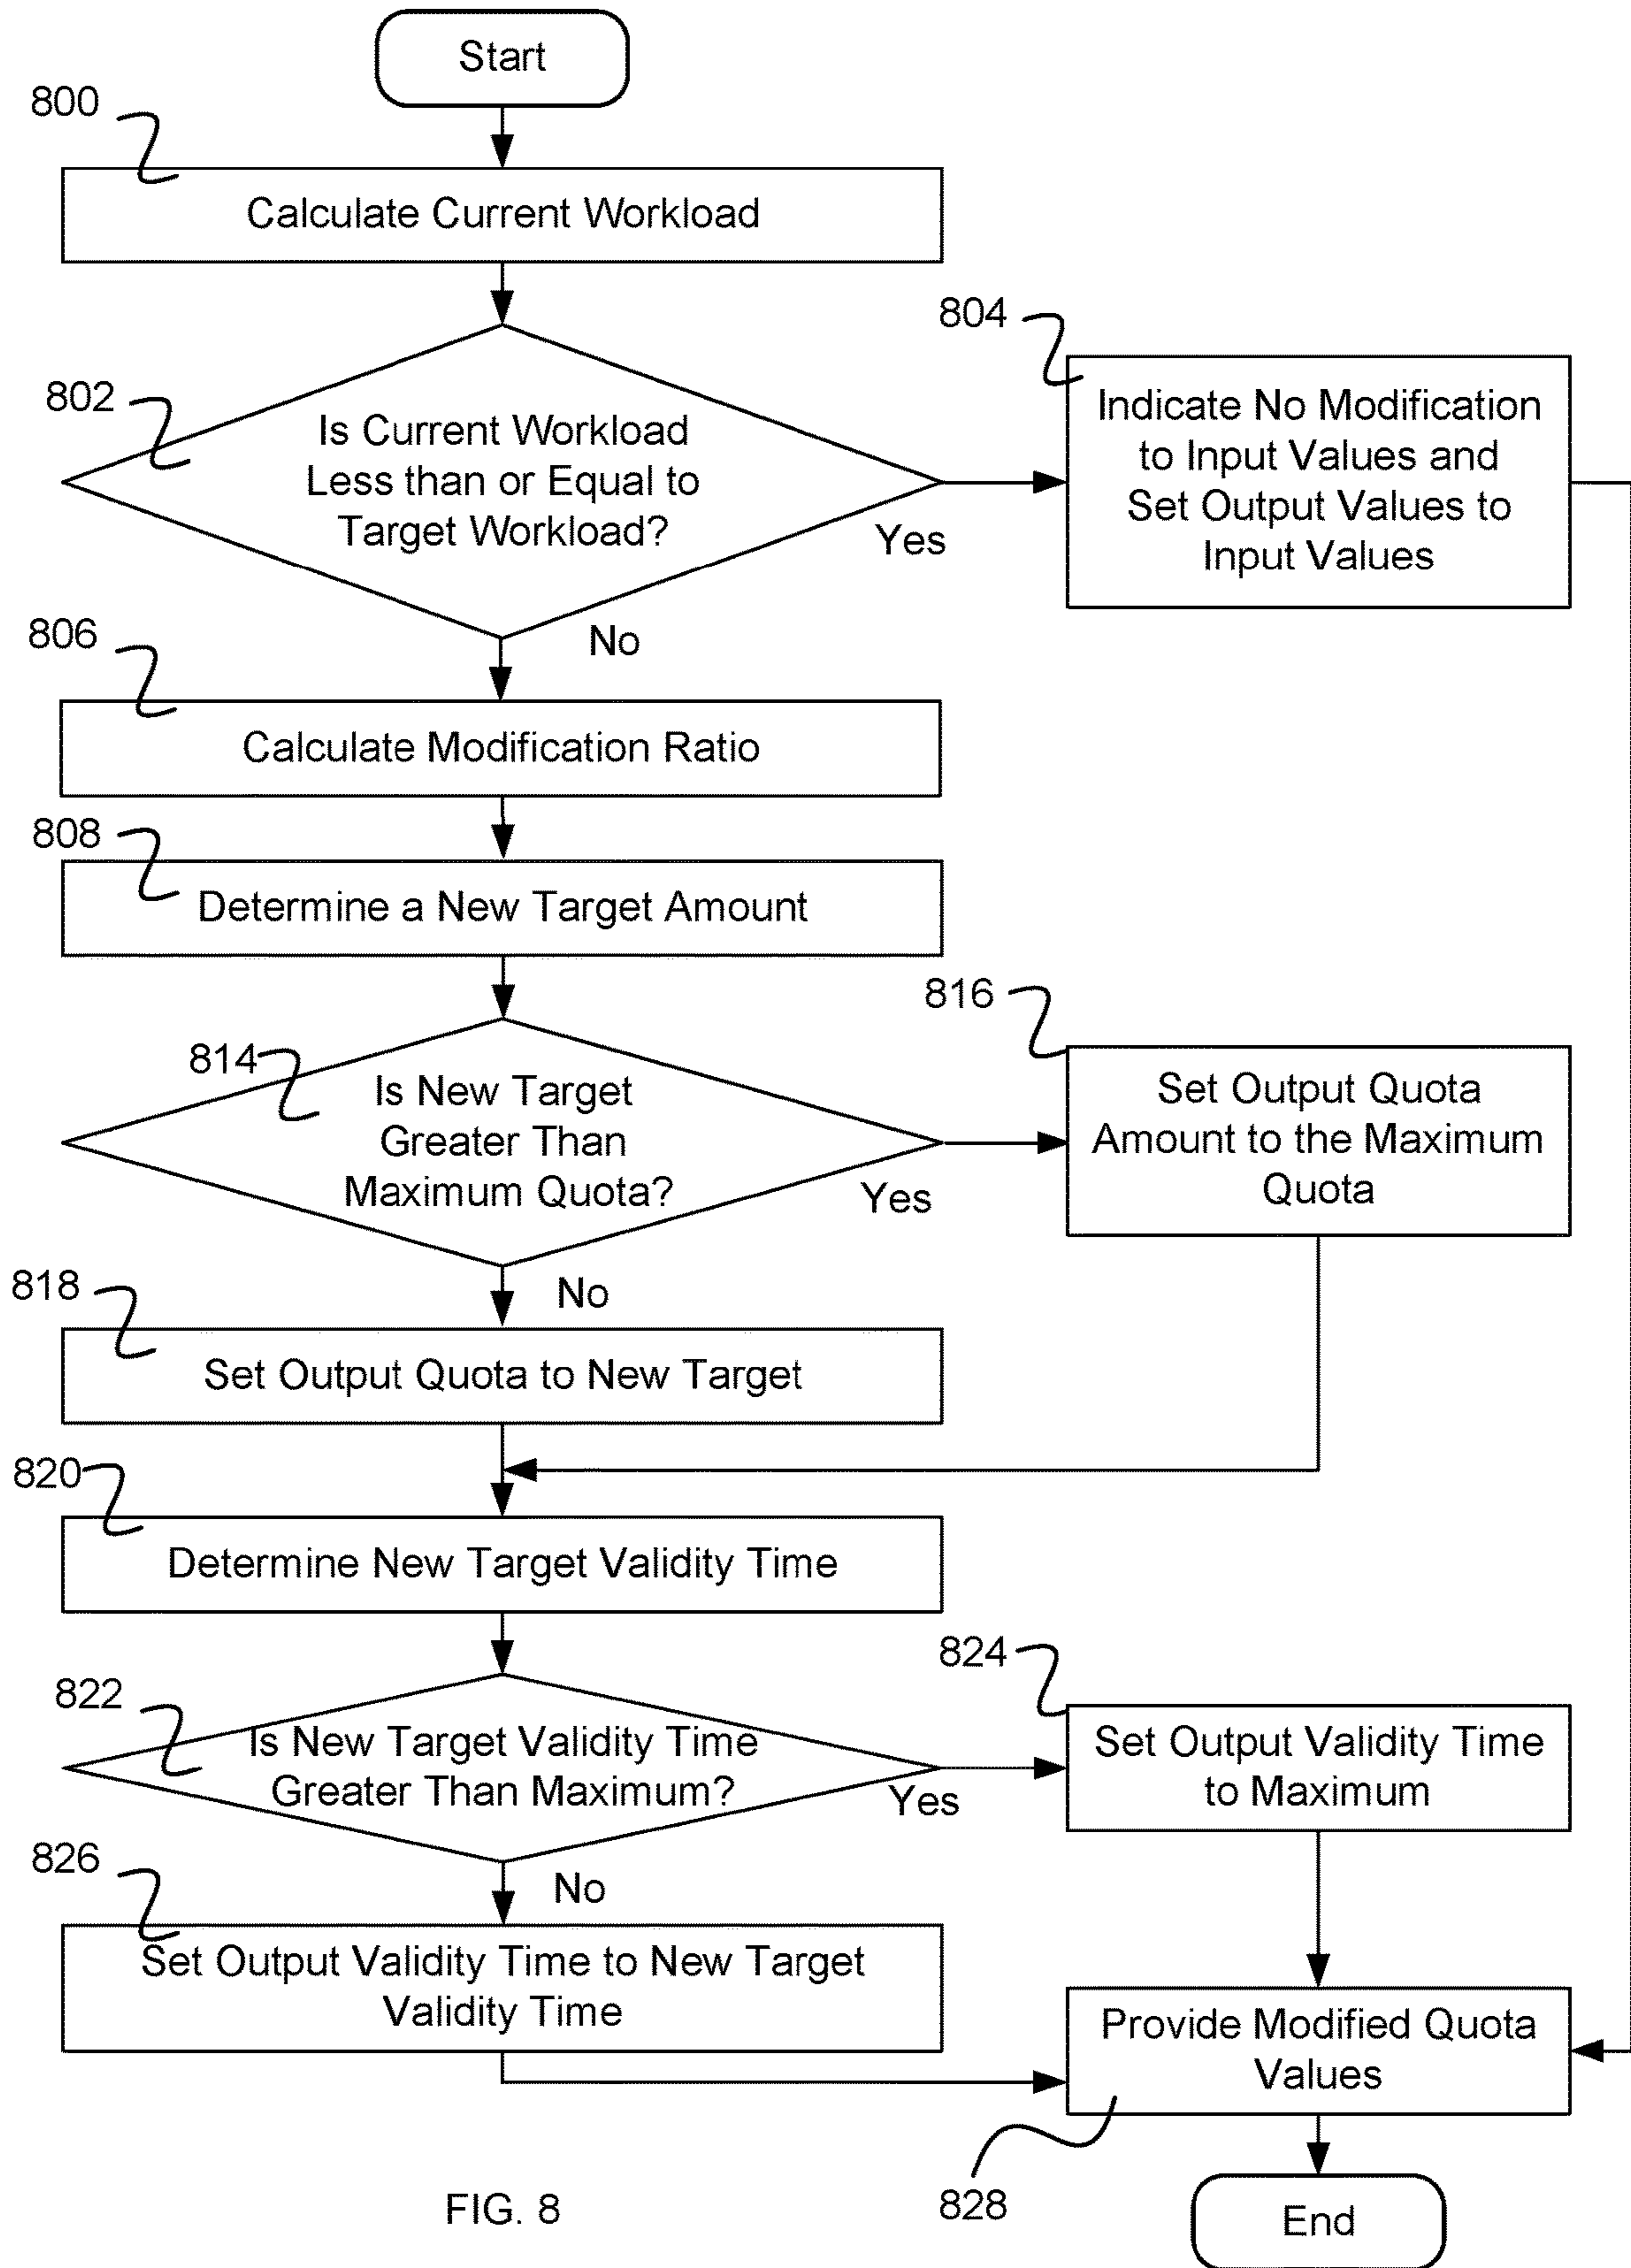 Start
800
Calculate Current Workload
802
Is Current Workload
Less than or Equal to
Target Workload?
Yes
No
804
Indicate No Modification
to Input Values and
Set Output Values to
Input Values
806
Calculate Modification Ratio
808
Determine a New Target Amount
814
Is New Target
Greater Than
Maximum Quota?
Yes
No
816
Set Output Quota
Amount to the Maximum
Quota
818
Set Output Quota to New Target
820
Determine New Target Validity Time
822
Is New Target Validity Time
Greater Than Maximum?
Yes
No
824
Set Output Validity Time
to Maximum
826
Set Output Validity Time to New Target
Validity Time
Provide Modified Quota
Values
828
End
FIG. 8